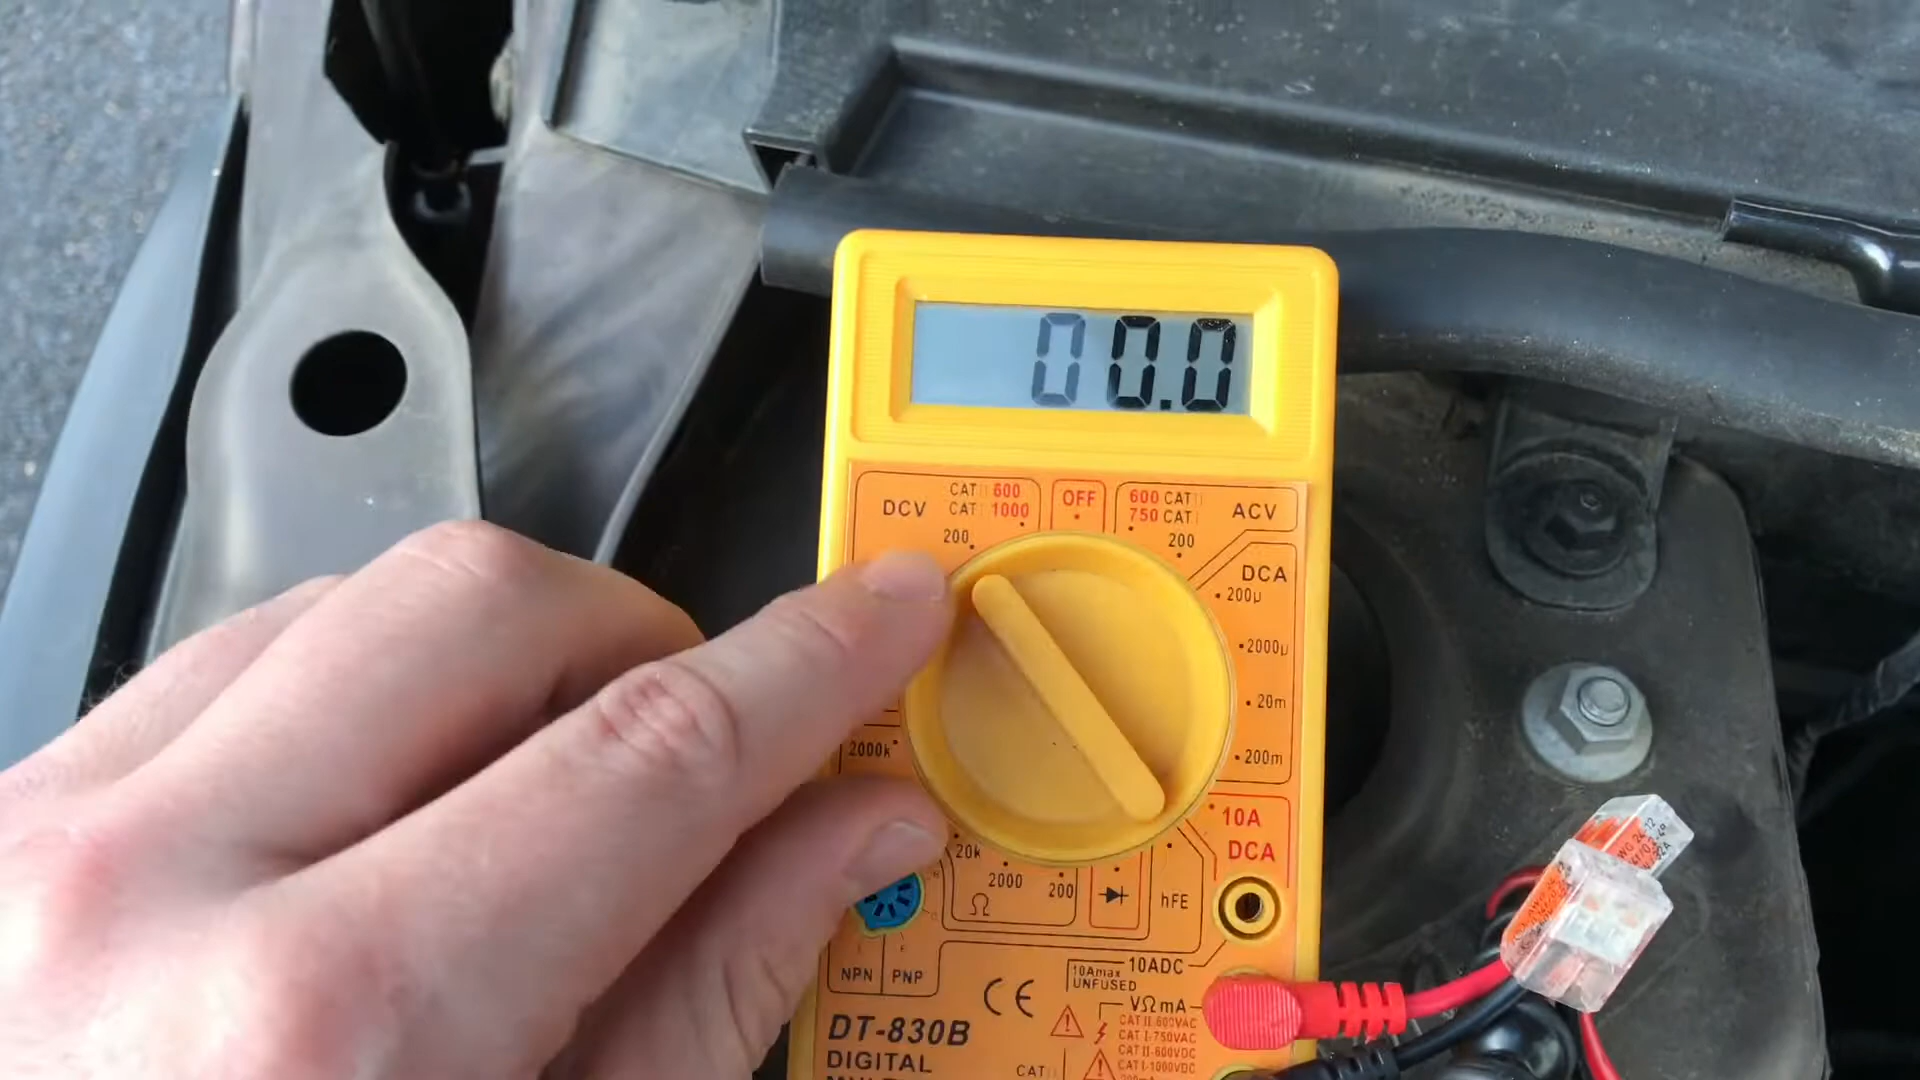 00.0
DCV
CAT II 600
CAT I 1000
OFF
600 CAT II
750 CAT I
ACV
200
200
DCA
200µ
2000µ
20m
200m
2000k
10A
DCA
20k
2000
200
Ω
hFE
NPN
PNP
CE
10Amax
UNFUSED
10ADC
VΩmA
CAT II-600VAC
CAT I-750VAC
CAT II-600VDC
CAT I-1000VDC
DT-830B
DIGITAL
CAT II